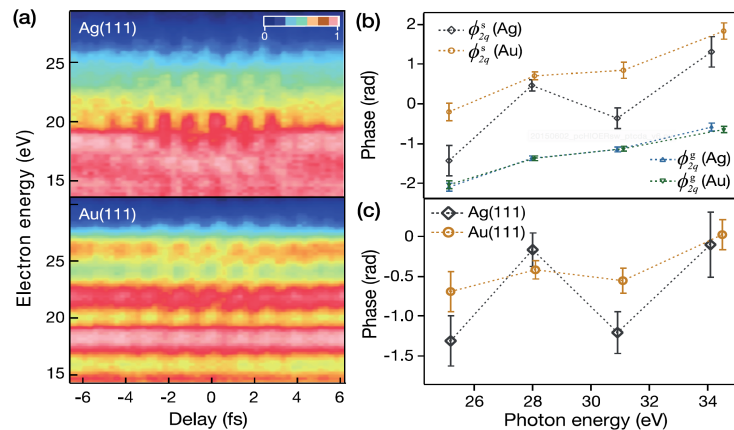 (a)
Ag(111)
0 1
25
20
15
Au(111)
25
20
15
Electron energy (eV)
-6 -4 -2 0 2 4 6
Delay (fs)
(b)
ϕ^s_2q (Ag)
ϕ^s_2q (Au)
2
1
0
-1
-2
Phase (rad)
ϕ^g_2q (Ag)
ϕ^g_2q (Au)
(c)
Ag(111)
Au(111)
0
-0.5
-1.0
-1.5
Phase (rad)
26 28 30 32 34
Photon energy (eV)